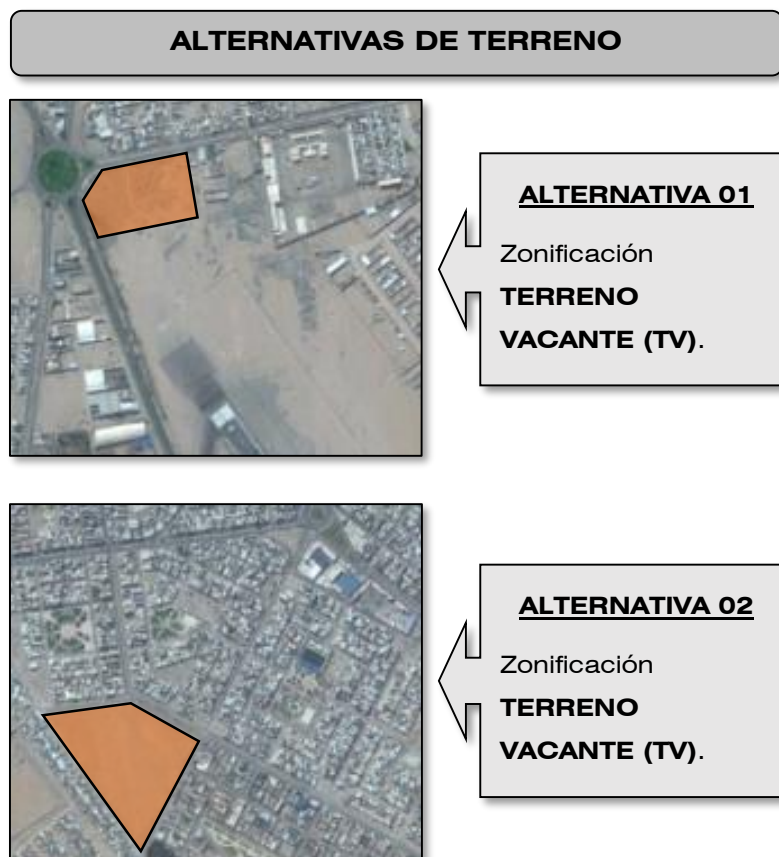 ALTERNATIVAS DE TERRENO
ALTERNATIVA 01
Zonificación
TERRENO
VACANTE (TV).
ALTERNATIVA 02
Zonificación
TERRENO
VACANTE (TV).